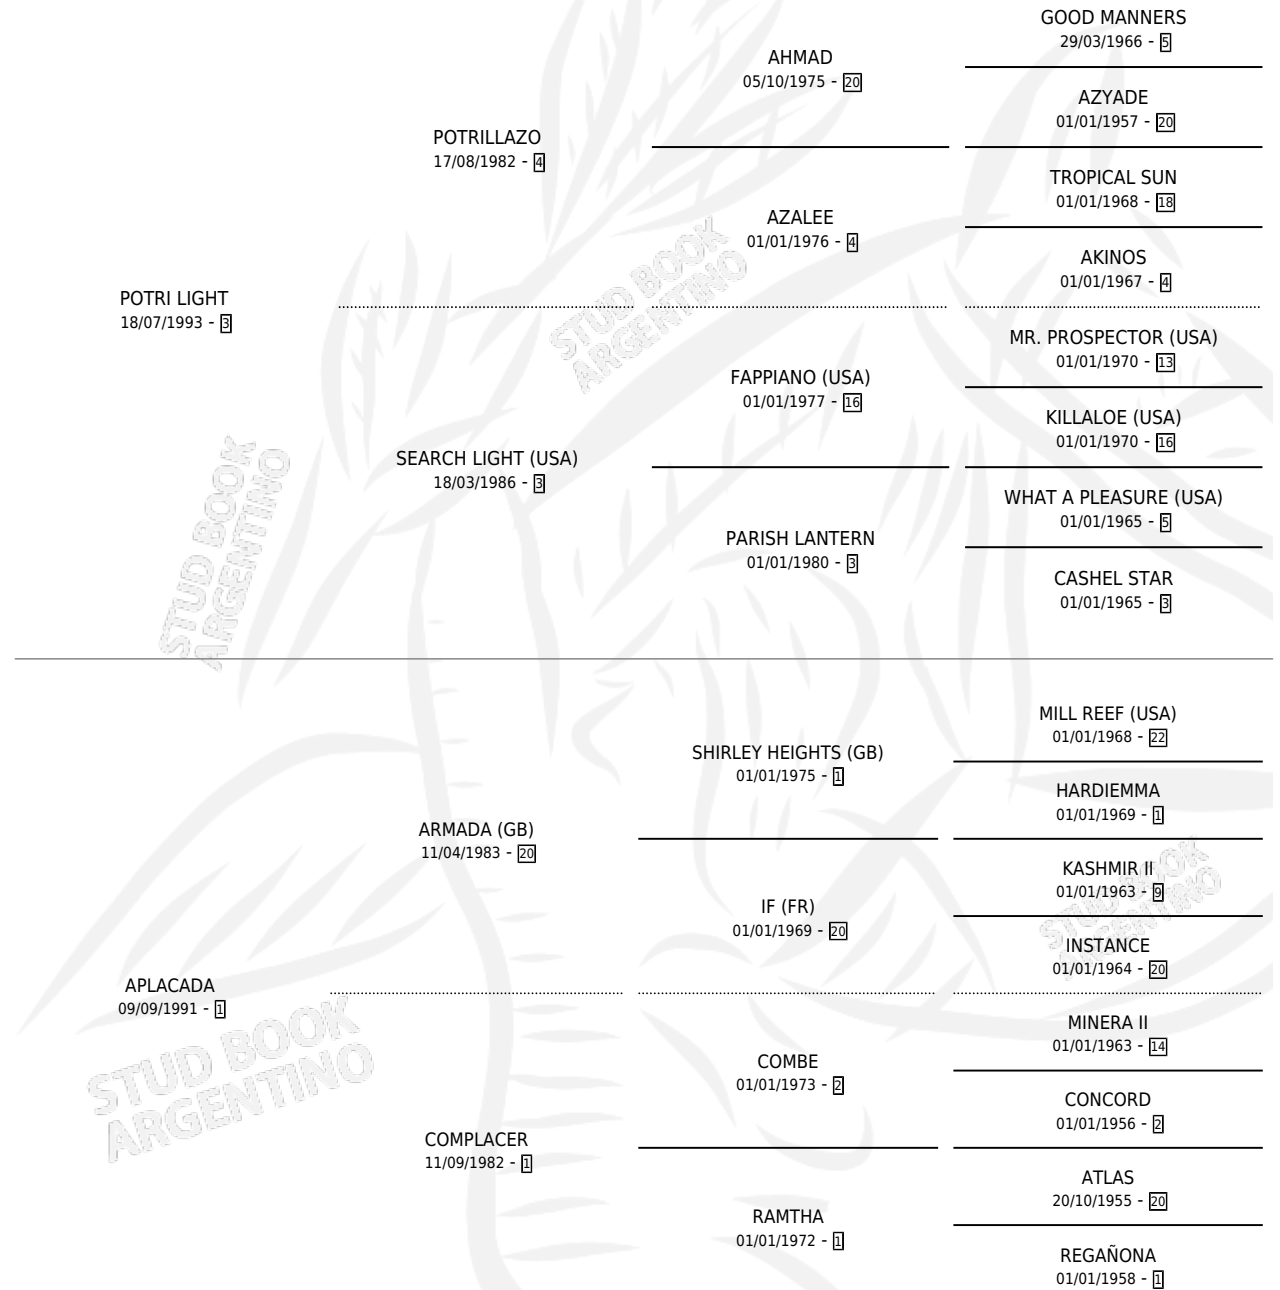 GOOD MANNERS
29/03/1966 - 5
AHMAD
05/10/1975 - 20
AZYADE
01/01/1957 - 20
POTRILLAZO
17/08/1982 - 4
TROPICAL SUN
01/01/1968 - 18
AZALEE
01/01/1976 - 4
AKINOS
01/01/1967 - 4
POTRI LIGHT
18/07/1993 - 3
MR. PROSPECTOR (USA)
01/01/1970 - 13
FAPPIANO (USA)
01/01/1977 - 16
KILLALOE (USA)
01/01/1970 - 16
SEARCH LIGHT (USA)
18/03/1986 - 3
WHAT A PLEASURE (USA)
01/01/1965 - 5
PARISH LANTERN
01/01/1980 - 3
CASHEL STAR
01/01/1965 - 3
MILL REEF (USA)
01/01/1968 - 22
SHIRLEY HEIGHTS (GB)
01/01/1975 - 1
HARDIEMMA
01/01/1969 - 1
ARMADA (GB)
11/04/1983 - 20
KASHMIR II
01/01/1963 - 9
IF (FR)
01/01/1969 - 20
INSTANCE
01/01/1964 - 20
APLACADA
09/09/1991 - 1
MINERA II
01/01/1963 - 14
COMBE
01/01/1973 - 2
CONCORD
01/01/1956 - 2
COMPLACER
11/09/1982 - 1
ATLAS
20/10/1955 - 20
RAMTHA
01/01/1972 - 1
REGAÑONA
01/01/1958 - 1
STUD BOOK
ARGENTINO
STUD BOOK
ARGENTINO
STUD BOOK
ARGENTINO
STUD BOOK
ARGENTINO